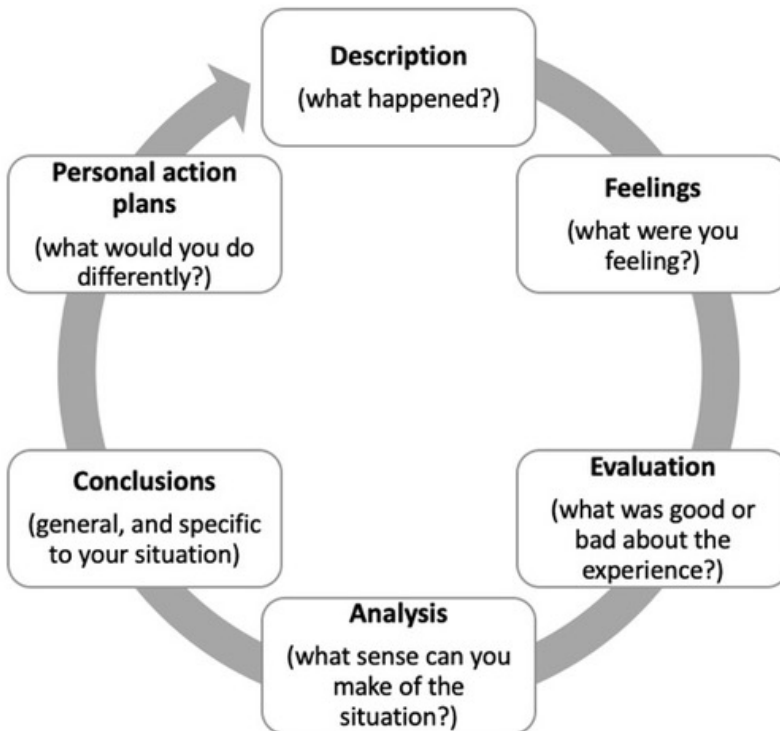 Description
(what happened?)
Feelings
(what were you
feeling?)
Evaluation
(what was good or
bad about the
experience?)
Analysis
(what sense can you
make of the
situation?)
Conclusions
(general, and specific
to your situation)
Personal action
plans
(what would you do
differently?)